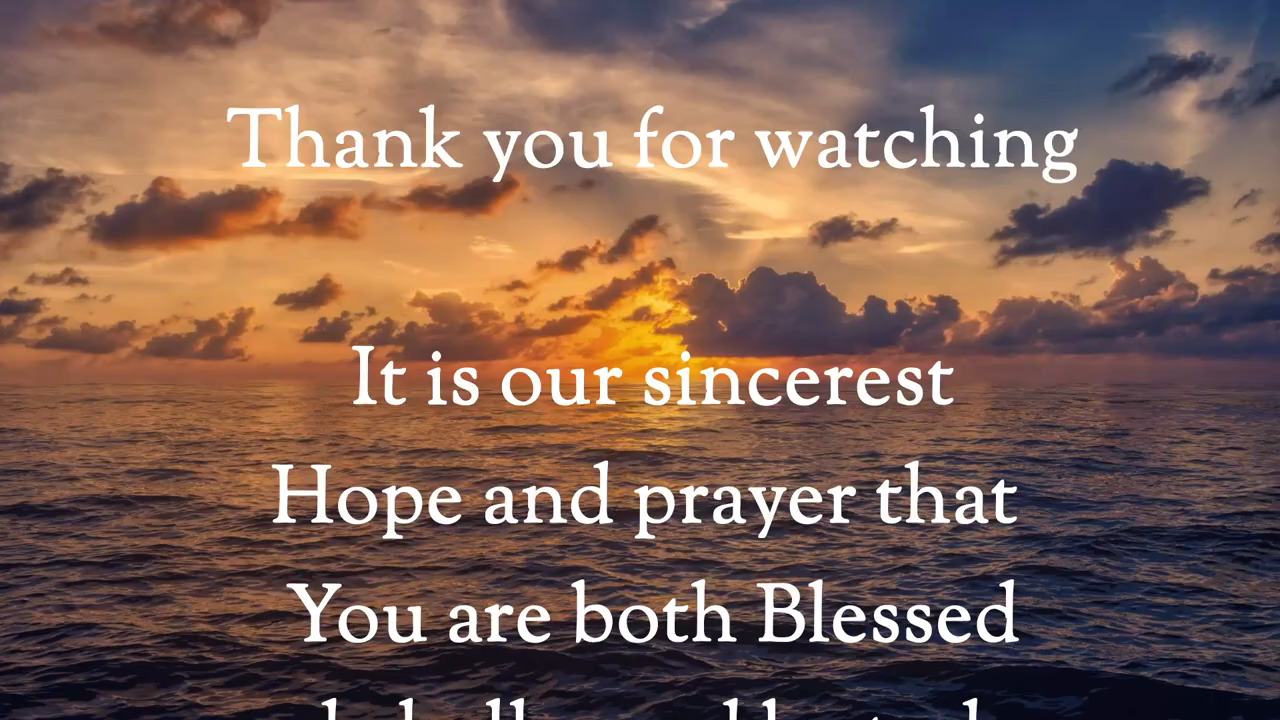 Thank you for watching
It is our sincerest
Hope and prayer that
You are both Blessed